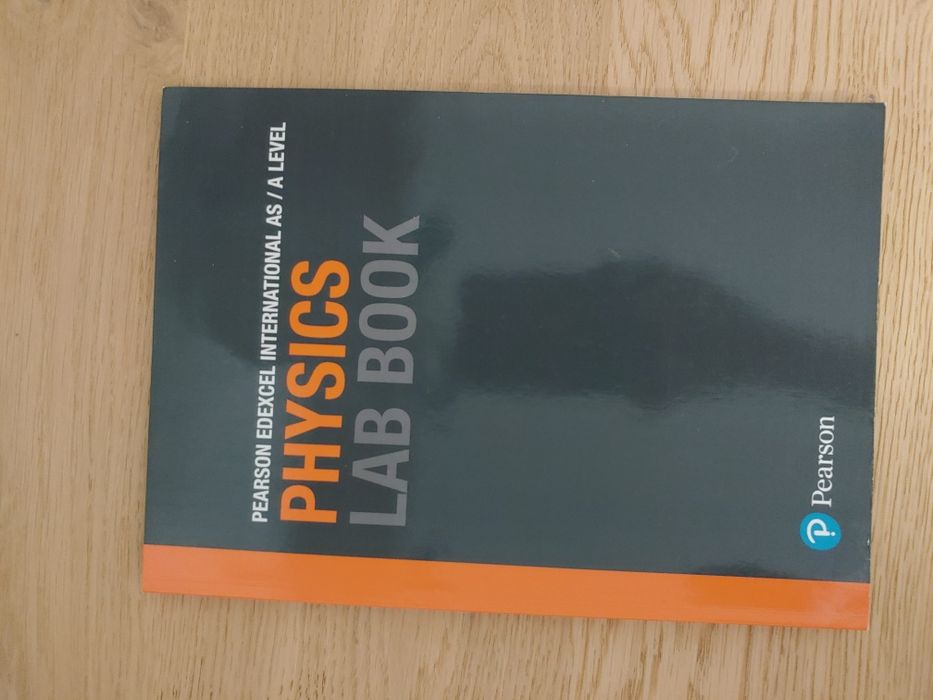 PEARSON EDEXCEL INTERNATIONAL AS / A LEVEL
PHYSICS
LAB BOOK
Pearson